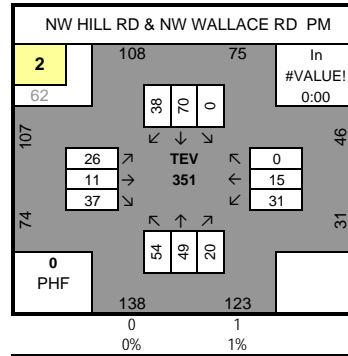 NW HILL RD & NW WALLACE RD PM
2
62
108 75
In
#VALUE!
0:00
38 70 0
↙ ↓ ↘
107
46
26 ↗ TEV ↖ 0
11 → 351 ← 15
37 ↘ ↙ 31
74
31
↖ ↑ ↗
54 49 20
0
PHF
138 123
0 1
0% 1%